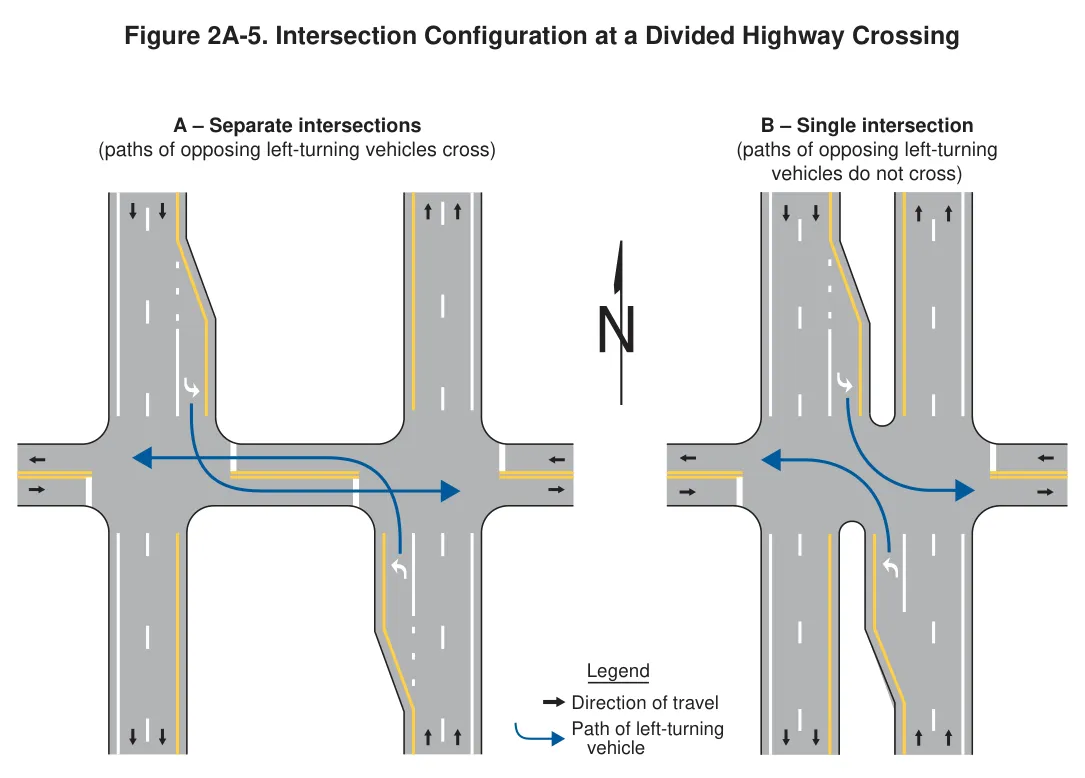 Figure 2A-5. Intersection Configuration at a Divided Highway Crossing
A – Separate intersections
(paths of opposing left-turning vehicles cross)
B – Single intersection
(paths of opposing left-turning
vehicles do not cross)
N
Legend
Direction of travel
Path of left-turning
vehicle